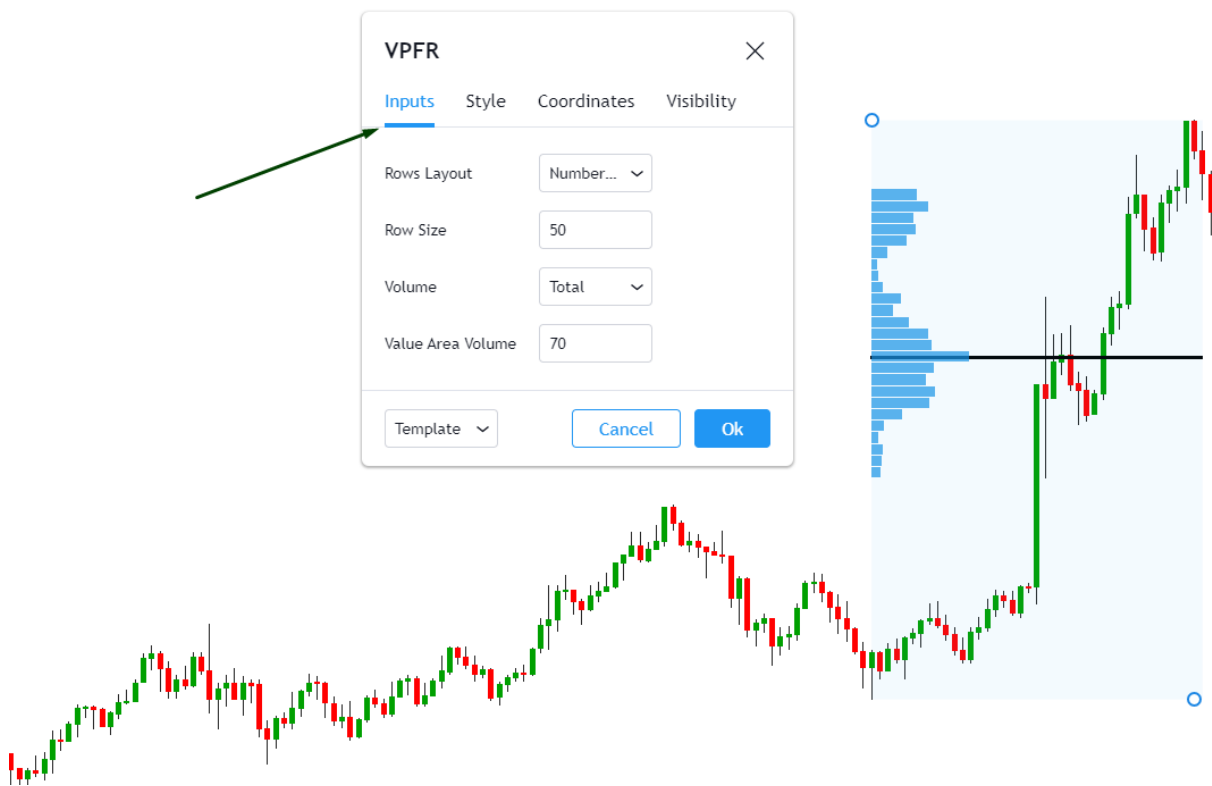 VPFR
Inputs Style Coordinates Visibility
Rows Layout Number...
Row Size 50
Volume Total
Value Area Volume 70
Template Cancel Ok